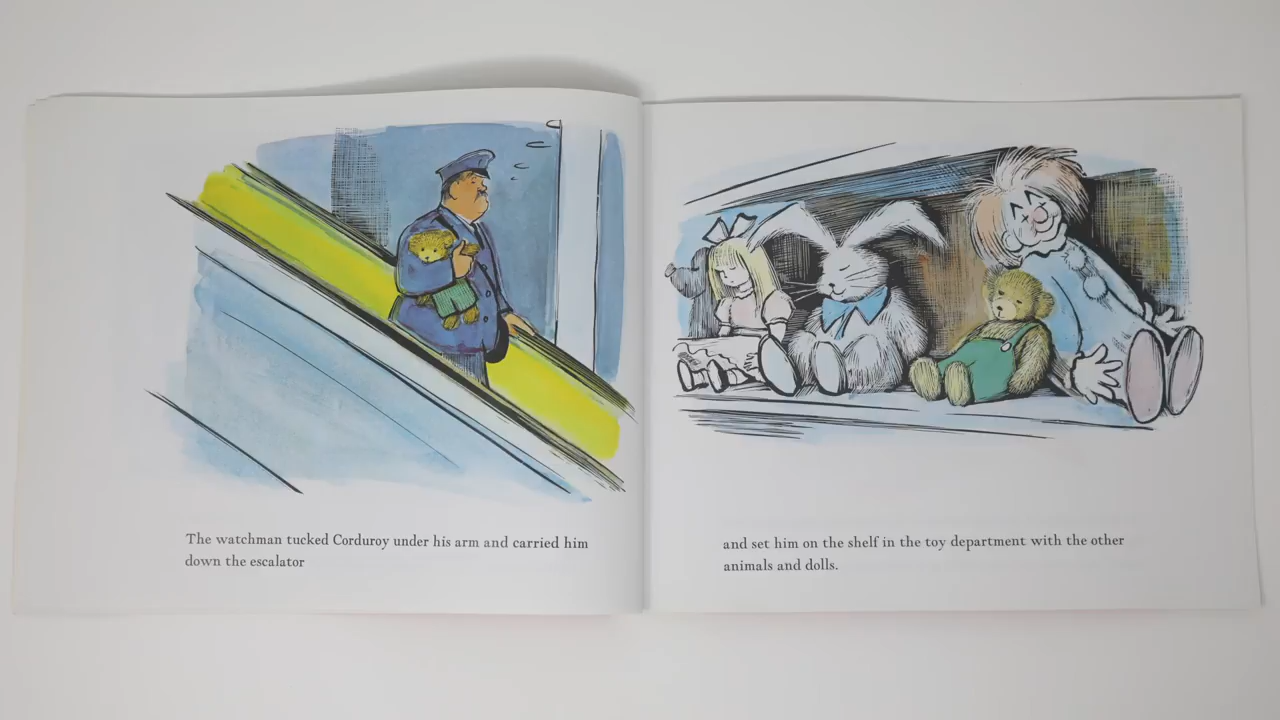 The watchman tucked Corduroy under his arm and carried him
down the escalator
and set him on the shelf in the toy department with the other
animals and dolls.